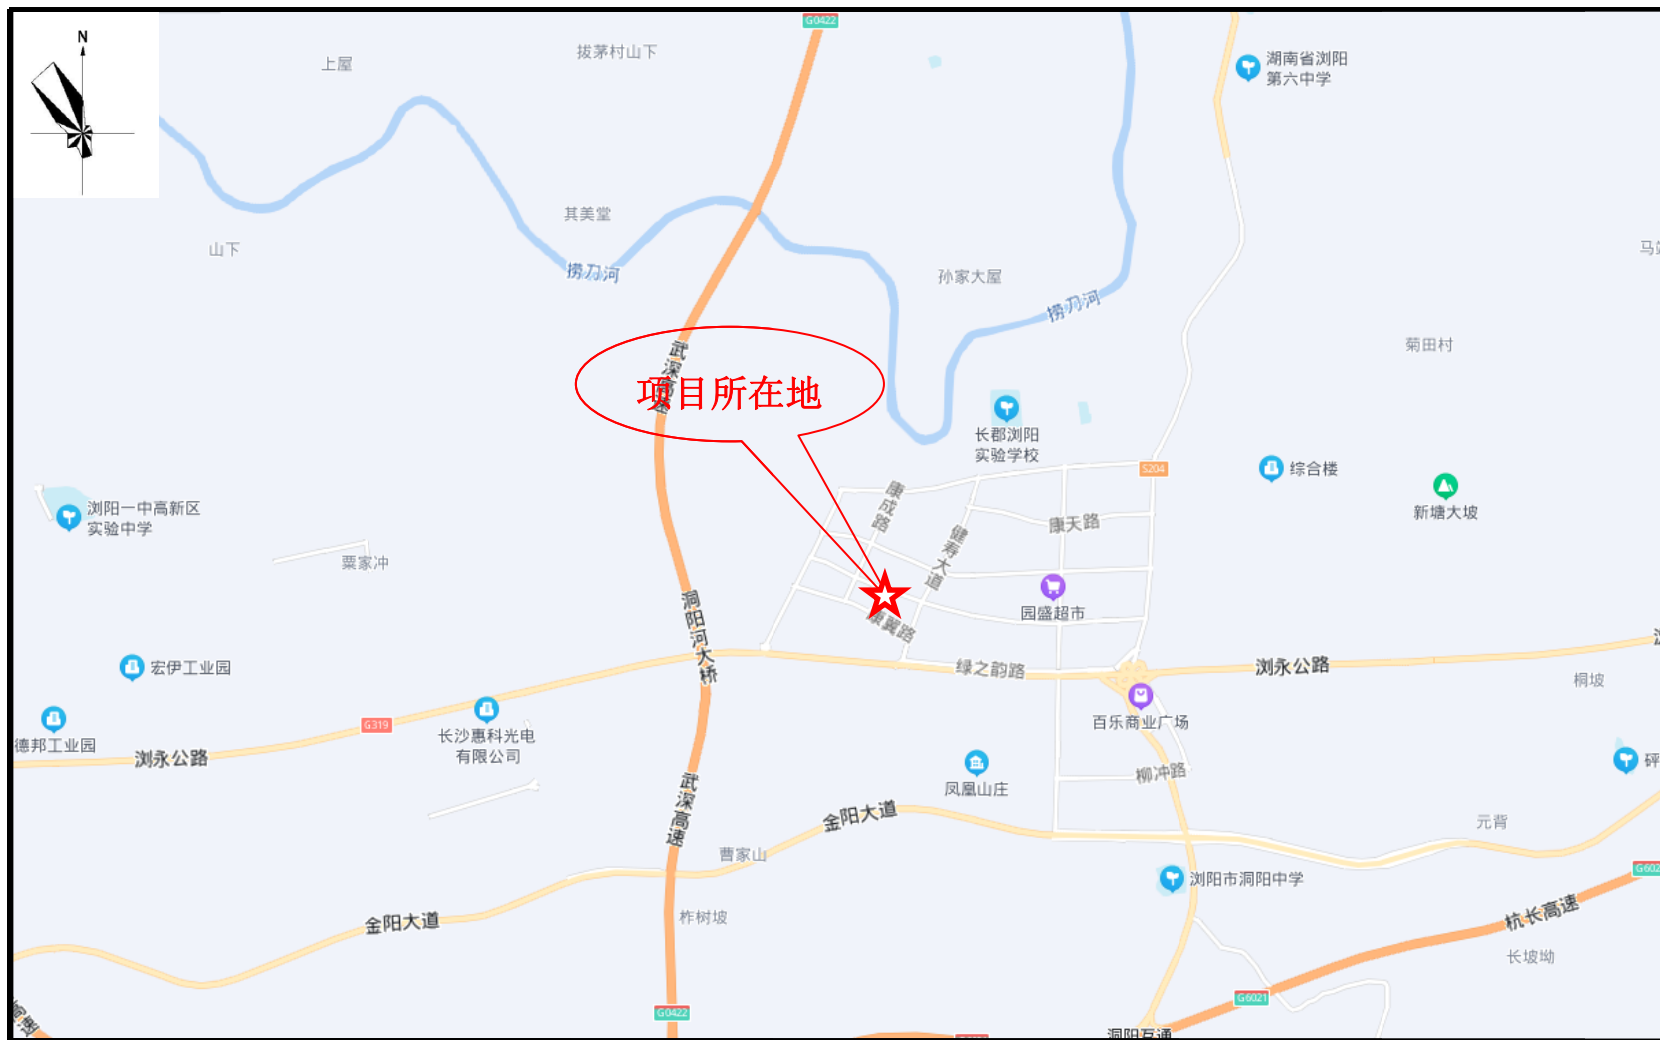 G0422
N
上屋
拔茅村山下
湖南省浏阳
第六中学
其美堂
山下
捞刀河
孙家大屋
捞刀河
武深高速
菊田村
项目所在地
长郡浏阳
实验学校
S204
综合楼
新塘大坡
浏阳一中高新区
实验中学
粟家冲
康成路
健寿大道
康天路
园盛超市
康翼路
洞阳河大桥
宏伊工业园
绿之韵路
浏永公路
桐坡
德邦工业园
G319
长沙惠科光电
有限公司
百乐商业广场
浏永公路
凤凰山庄
柳冲路
武深高速
金阳大道
元背
曹家山
浏阳市洞阳中学
金阳大道
柞树坡
杭长高速
长坡坳
G6021
G0422
洞阳互通